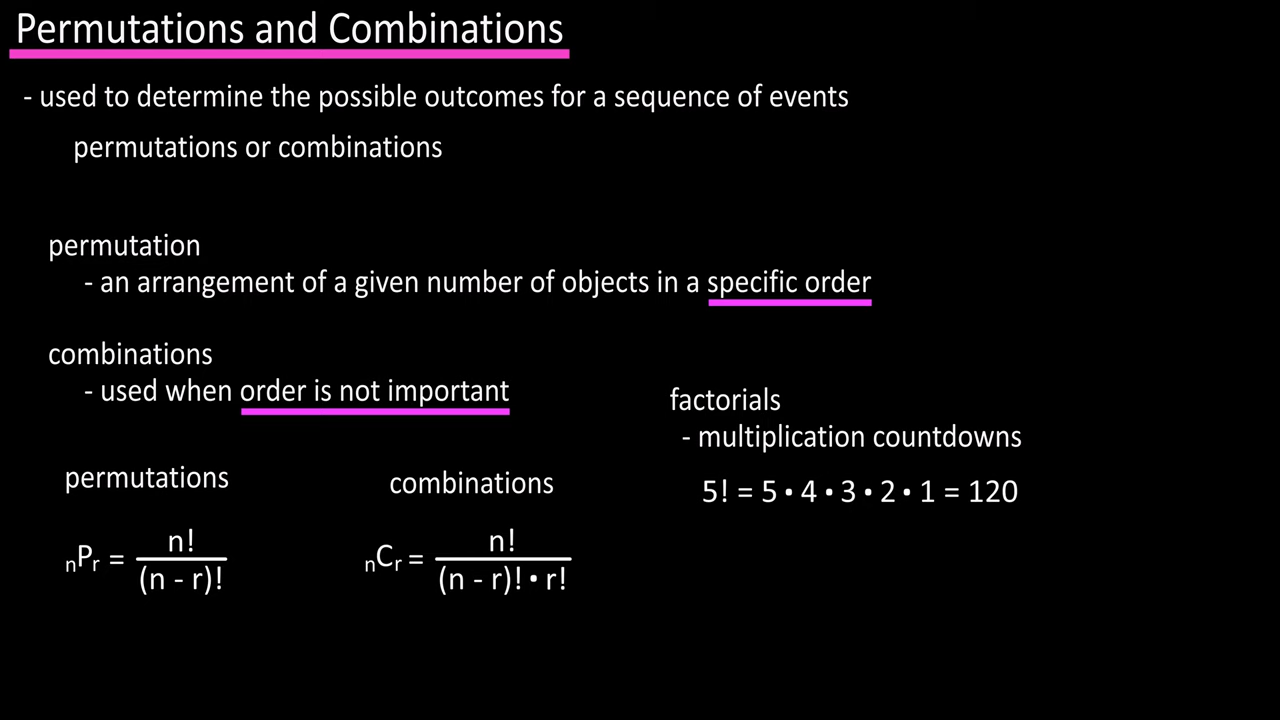 Permutations and Combinations
- used to determine the possible outcomes for a sequence of events
permutations or combinations
permutation
- an arrangement of a given number of objects in a specific order
combinations
- used when order is not important
factorials
- multiplication countdowns
5! = 5 • 4 • 3 • 2 • 1 = 120
permutations
nPr = n! / (n - r)!
combinations
nCr = n! / (n - r)! • r!